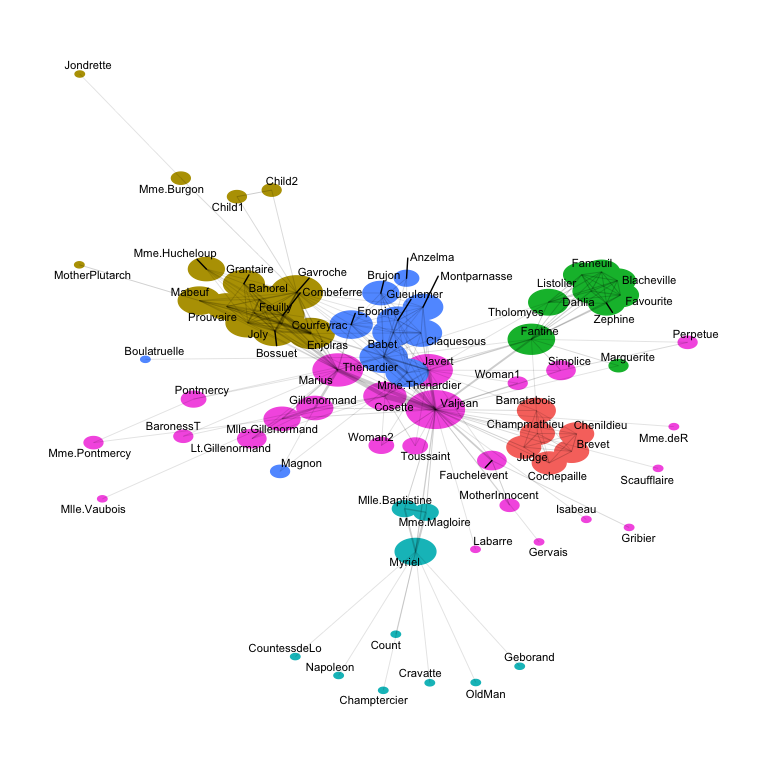 Jondrette
Mme.Burgon
Child2
Child1
Mme.Hucheloup
MotherPlutarch
Grantaire
Gavroche
Anzelma
Brujon
Montparnasse
Fameuil
Mabeuf
Bahorel
Combeferre
Gueulemer
Listolier
Blacheville
Prouvaire
Feuilly
Eponine
Dahlia
Favourite
Tholomyes
Zephine
Joly
Courfeyrac
Enjolras
Babet
Claquesous
Fantine
Perpetue
Boulatruelle
Bossuet
Thenardier
Javert
Simplice
Marguerite
Marius
Mme.Thenardier
Woman1
Pontmercy
Gillenormand
Cosette
Valjean
Bamatabois
BaronessT
Mlle.Gillenormand
Champmathieu
Chenildieu
Mme.deR
Mme.Pontmercy
Lt.Gillenormand
Woman2
Toussaint
Judge
Brevet
Magnon
Fauchelevent
Cochepaille
Scaufflaire
Mlle.Vaubois
Mlle.Baptistine
MotherInnocent
Isabeau
Mme.Magloire
Gribier
Labarre
Gervais
Myriel
CountessdeLo
Count
Geborand
Napoleon
Cravatte
OldMan
Champtercier